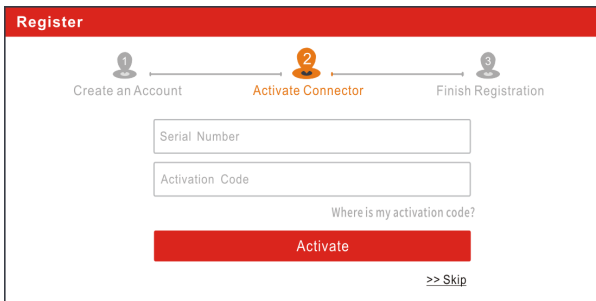 Register
1 2 3
Create an Account Activate Connector Finish Registration
Serial Number
Activation Code
Where is my activation code?
Activate
>> Skip